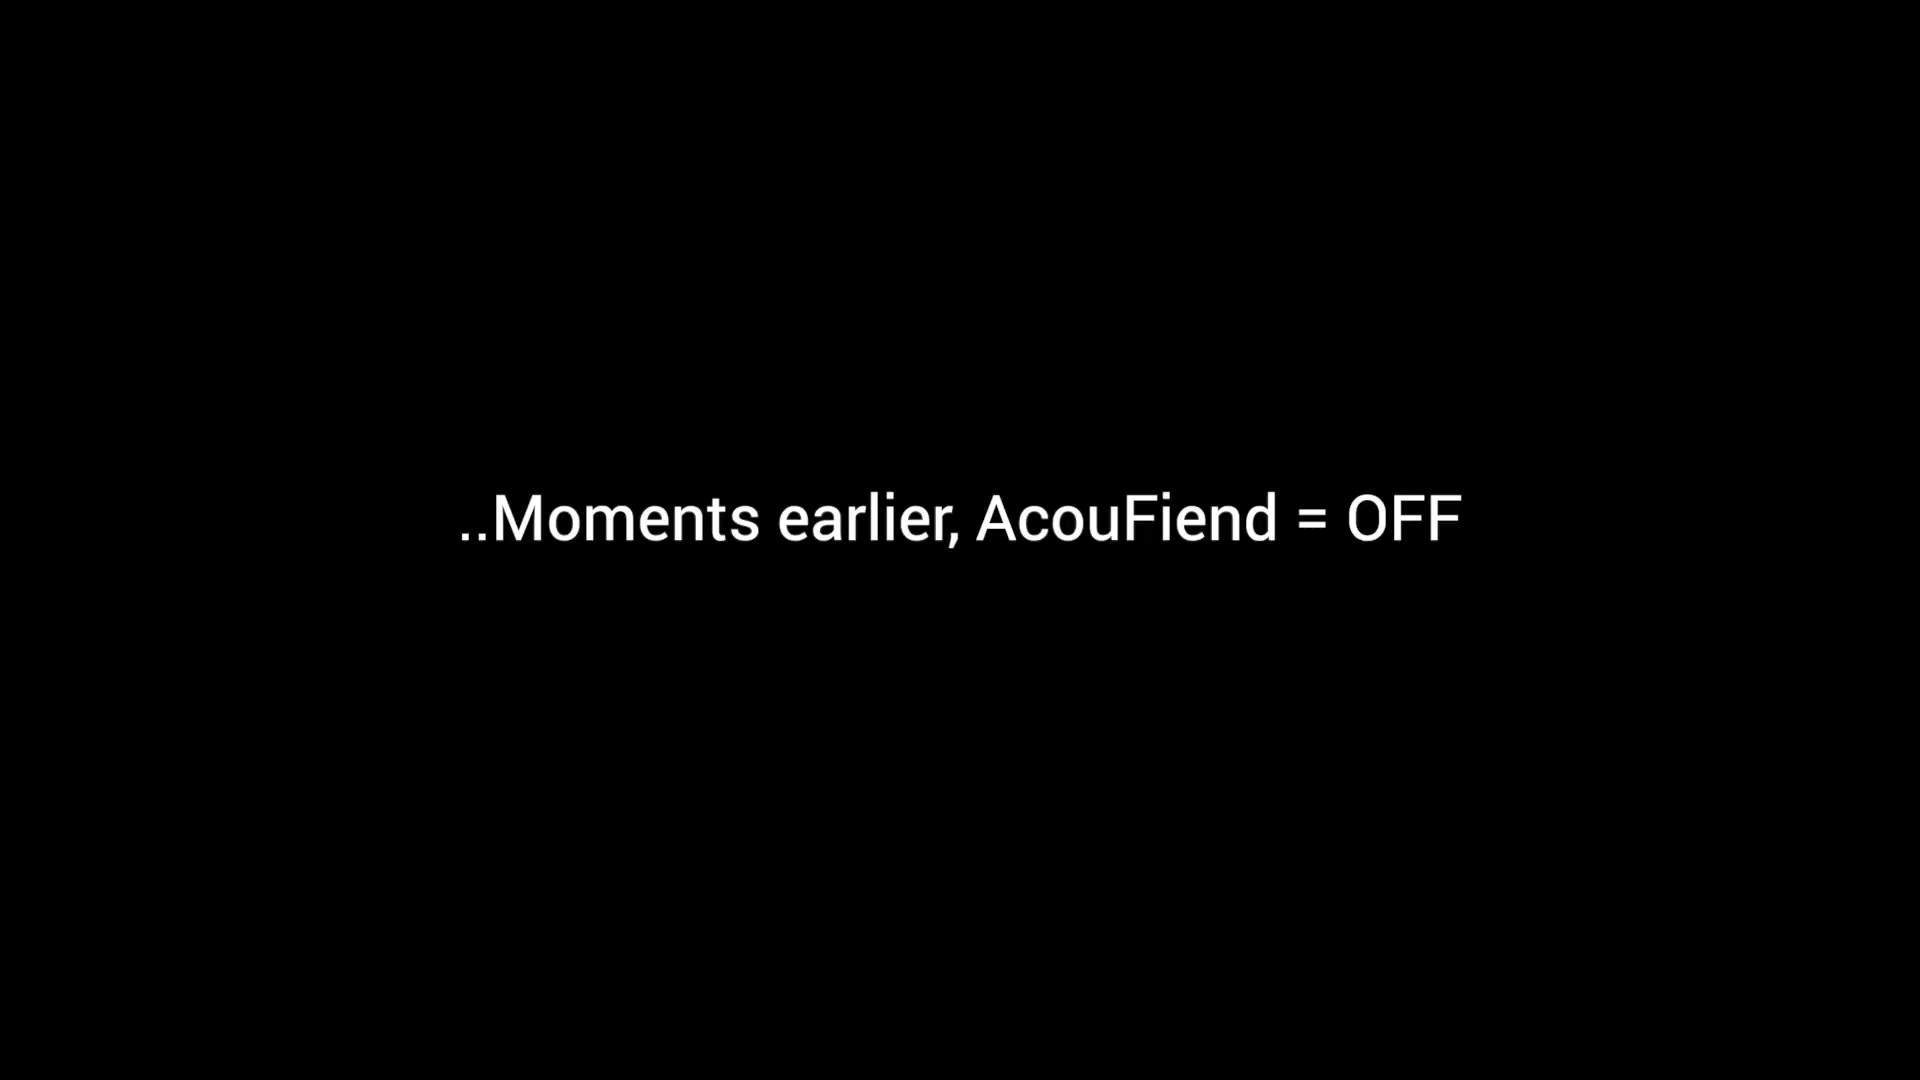 ..Moments earlier, AcouFiend = OFF